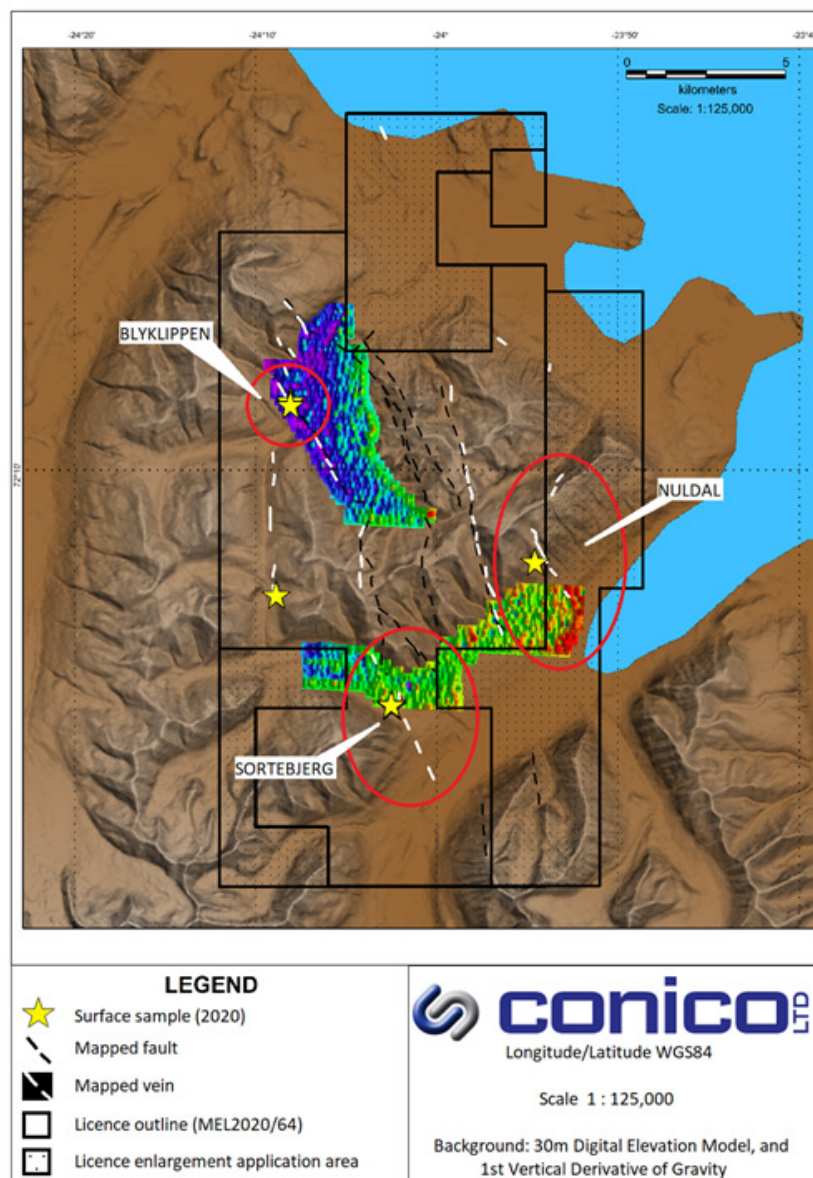 -24°20 -24°10 -24° -23°50 -23°4
0 5
kilometers
Scale: 1:125,000
BLYKLIPPEN
72°10
NULDAL
SORTEBJERG
LEGEND
Surface sample (2020)
Mapped fault
Mapped vein
Licence outline (MEL2020/64)
Licence enlargement application area
conico LTD
Longitude/Latitude WGS84
Scale 1 : 125,000
Background: 30m Digital Elevation Model, and
1st Vertical Derivative of Gravity